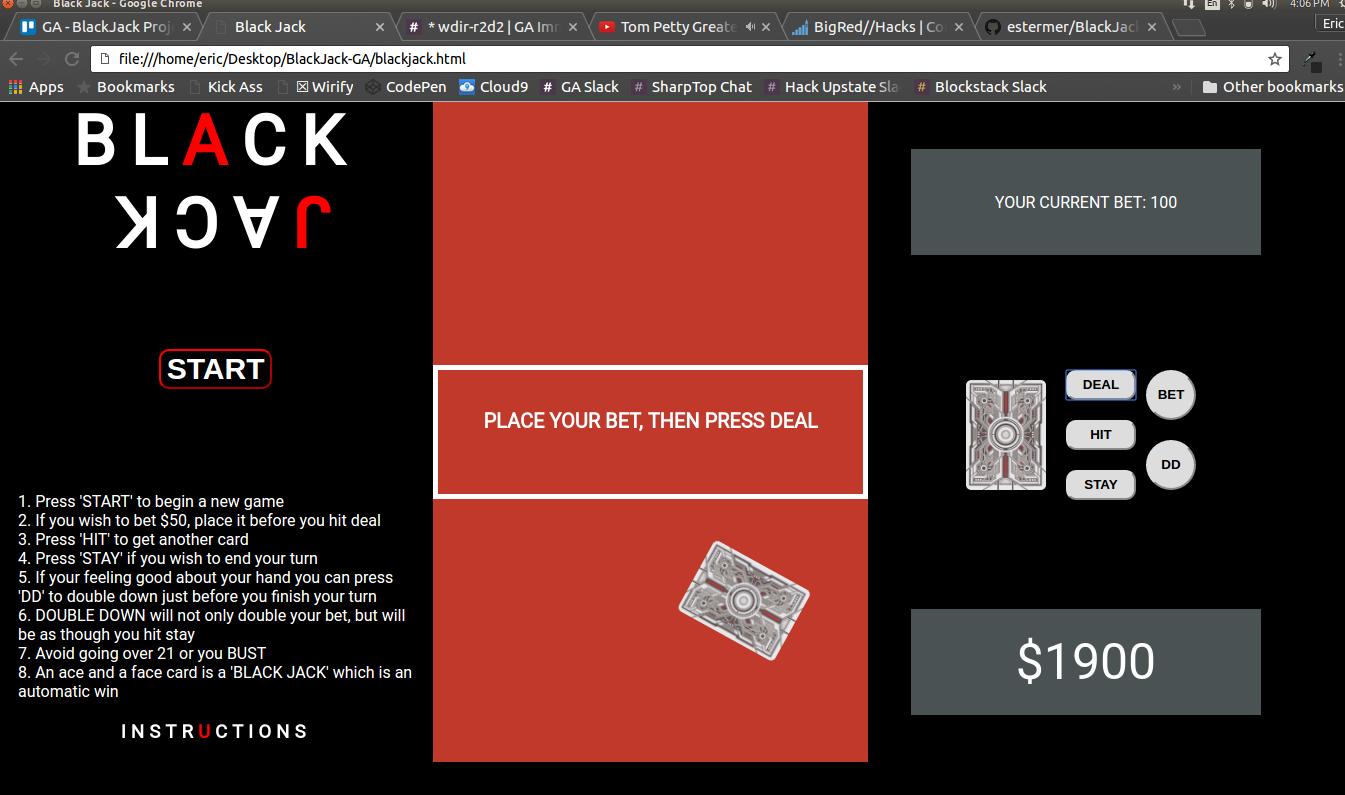 Black Jack - Google Chrome
En
4:06 PM
GA - BlackJack Proj
Black Jack
* wdir-r2d2 | GA Imm
Tom Petty Greate
BigRed//Hacks | Co
estermer/BlackJac
Eric
file:///home/eric/Desktop/BlackJack-GA/blackjack.html
Apps
Bookmarks
Kick Ass
Wirify
CodePen
Cloud9
GA Slack
SharpTop Chat
Hack Upstate Sla
Blockstack Slack
»
Other bookmarks
BLACK
JACK
START
1. Press 'START' to begin a new game
2. If you wish to bet $50, place it before you hit deal
3. Press 'HIT' to get another card
4. Press 'STAY' if you wish to end your turn
5. If your feeling good about your hand you can press
'DD' to double down just before you finish your turn
6. DOUBLE DOWN will not only double your bet, but will
be as though you hit stay
7. Avoid going over 21 or you BUST
8. An ace and a face card is a 'BLACK JACK' which is an
automatic win
INSTRUCTIONS
PLACE YOUR BET, THEN PRESS DEAL
YOUR CURRENT BET: 100
DEAL
BET
HIT
DD
STAY
$1900